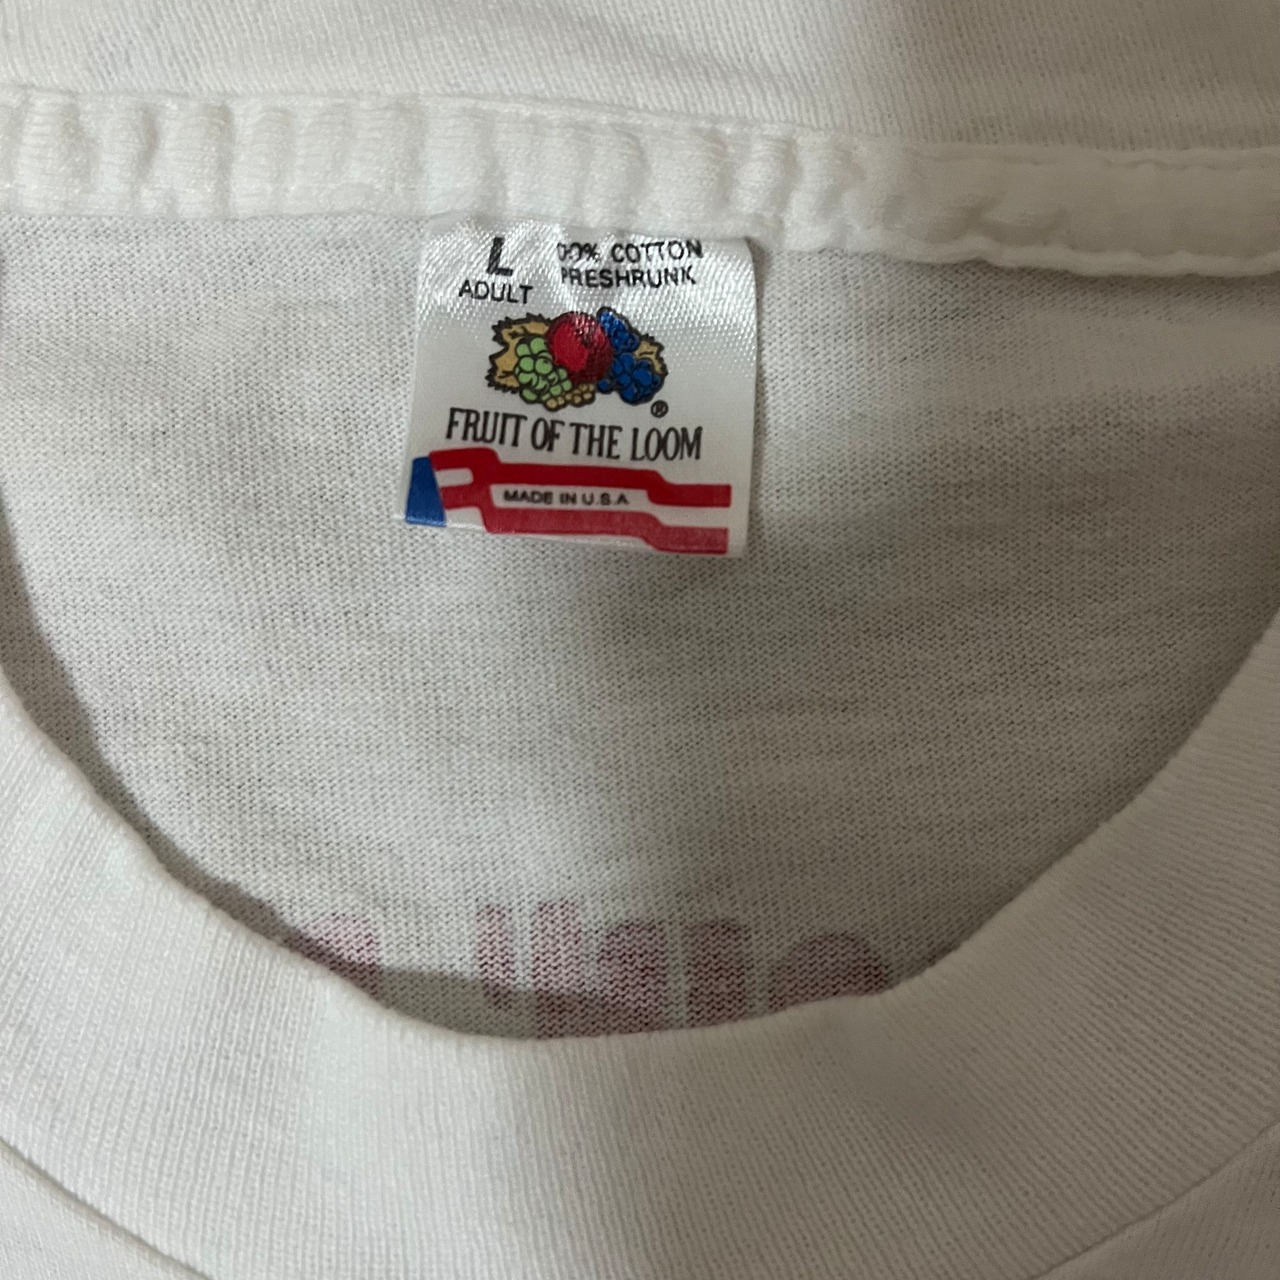 L
ADULT
00% COTTON
PRESHRUNK
®
FRUIT OF THE LOOM
MADE IN U.S.A